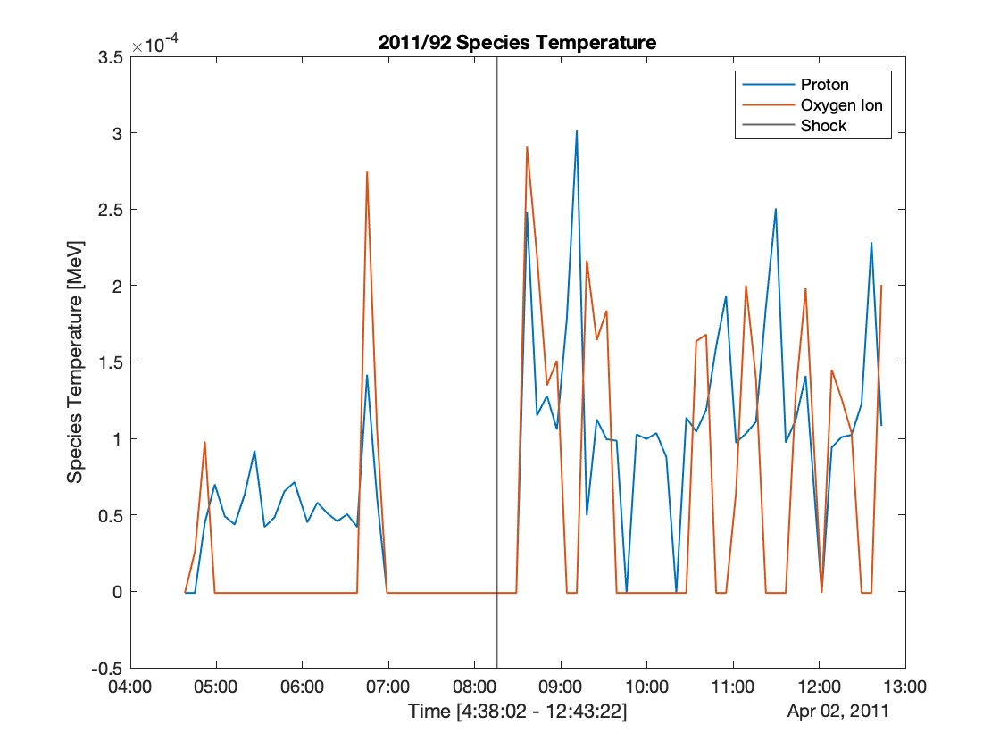 2011/92 Species Temperature
×10-4
3.5
3
2.5
2
1.5
1
0.5
0
-0.5
Species Temperature [MeV]
Proton
Oxygen Ion
Shock
04:00 05:00 06:00 07:00 08:00 09:00 10:00 11:00 12:00 13:00
Time [4:38:02 - 12:43:22]
Apr 02, 2011